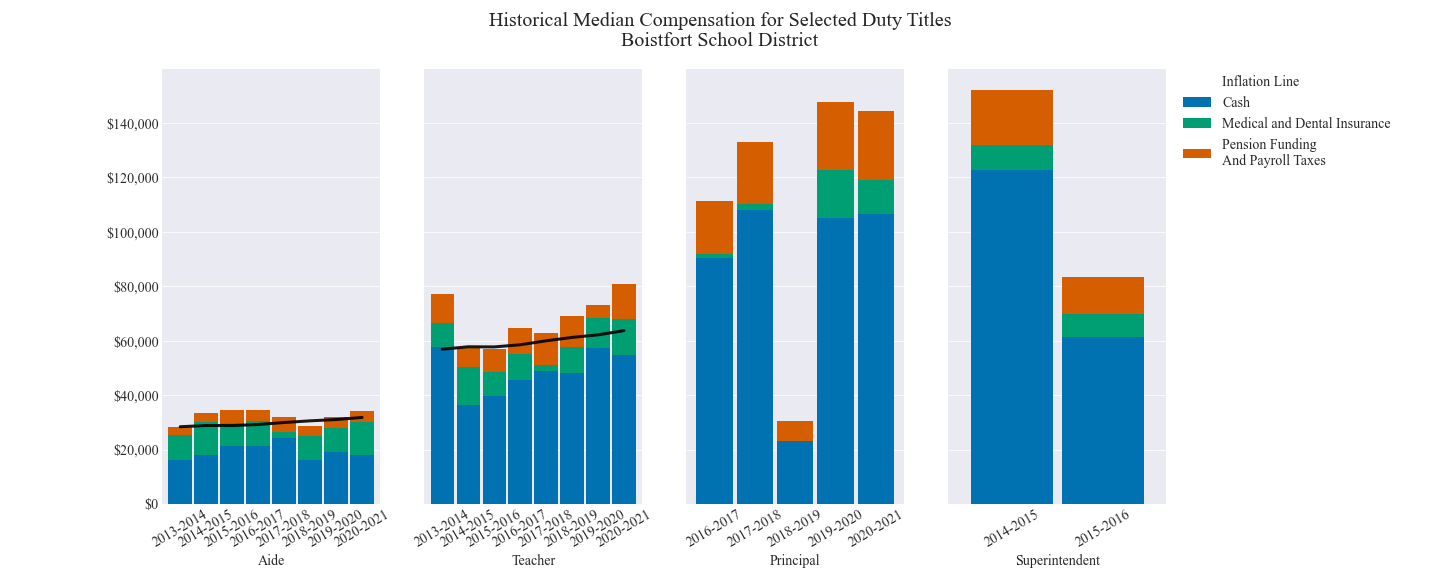 Historical Median Compensation for Selected Duty Titles
Boistfort School District
Inflation Line
Cash
Medical and Dental Insurance
Pension Funding
And Payroll Taxes
$140,000
$120,000
$100,000
$80,000
$60,000
$40,000
$20,000
$0
2013-2014
2014-2015
2015-2016
2016-2017
2017-2018
2018-2019
2019-2020
2020-2021
Aide
2013-2014
2014-2015
2015-2016
2016-2017
2017-2018
2018-2019
2019-2020
2020-2021
Teacher
2016-2017
2017-2018
2018-2019
2019-2020
2020-2021
Principal
2014-2015
2015-2016
Superintendent